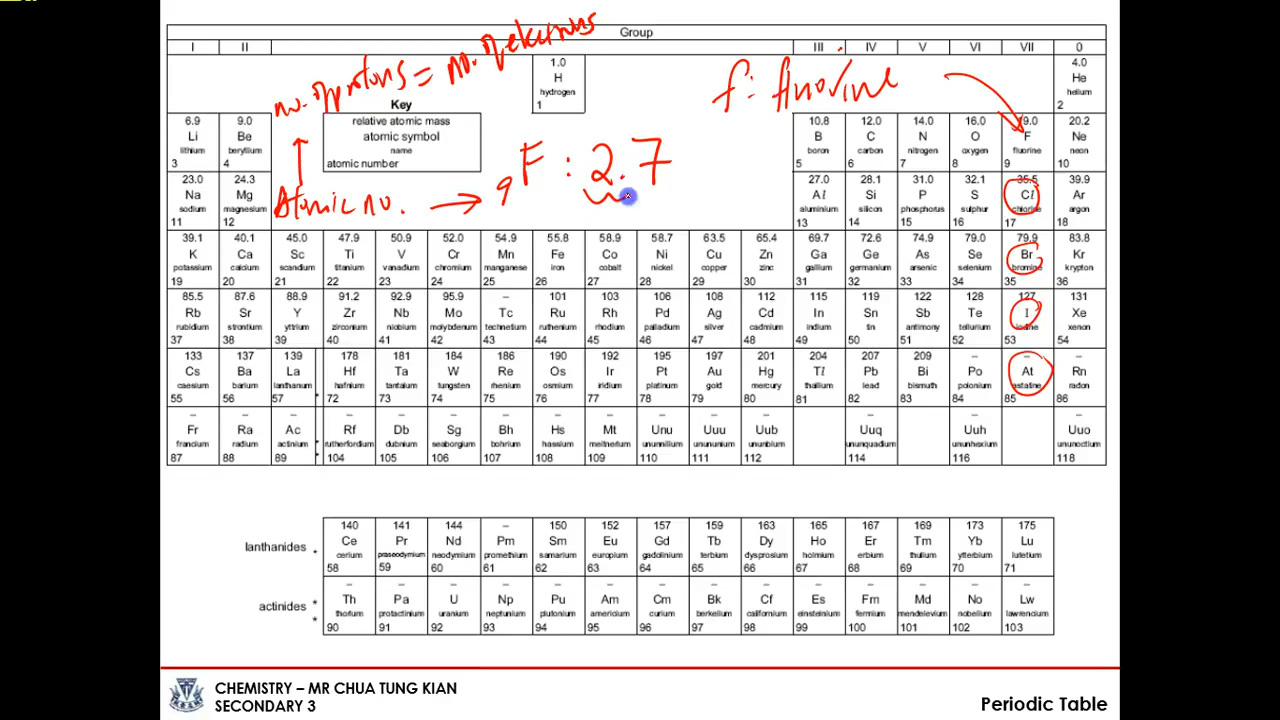 Group
I II III IV V VI VII 0
no. of protons = no. of electrons
f: fluorine
F : 2.7
9
Atomic no.
Key
relative atomic mass
atomic symbol
name
atomic number
1.0 4.0
H He
hydrogen helium
1 2
6.9 9.0 10.8 12.0 14.0 16.0 19.0 20.2
Li Be B C N O F Ne
lithium beryllium boron carbon nitrogen oxygen fluorine neon
3 4 5 6 7 8 9 10
23.0 24.3 27.0 28.1 31.0 32.1 35.5 39.9
Na Mg Al Si P S Cl Ar
sodium magnesium aluminium silicon phosphorus sulphur chlorine argon
11 12 13 14 15 16 17 18
39.1 40.1 45.0 47.9 50.9 52.0 54.9 55.8 58.9 58.7 63.5 65.4 69.7 72.6 74.9 79.0 79.9 83.8
K Ca Sc Ti V Cr Mn Fe Co Ni Cu Zn Ga Ge As Se Br Kr
potassium calcium scandium titanium vanadium chromium manganese iron cobalt nickel copper zinc gallium germanium arsenic selenium bromine krypton
19 20 21 22 23 24 25 26 27 28 29 30 31 32 33 34 35 36
85.5 87.6 88.9 91.2 92.9 95.9 – 101 103 106 108 112 115 119 122 128 127 131
Rb Sr Y Zr Nb Mo Tc Ru Rh Pd Ag Cd In Sn Sb Te I Xe
rubidium strontium yttrium zirconium niobium molybdenum technetium ruthenium rhodium palladium silver cadmium indium tin antimony tellurium iodine xenon
37 38 39 40 41 42 43 44 45 46 47 48 49 50 51 52 53 54
133 137 139 178 181 184 186 190 192 195 197 201 204 207 209 – – –
Cs Ba La Hf Ta W Re Os Ir Pt Au Hg Tl Pb Bi Po At Rn
caesium barium lanthanum hafnium tantalum tungsten rhenium osmium iridium platinum gold mercury thallium lead bismuth polonium astatine radon
55 56 57 * 72 73 74 75 76 77 78 79 80 81 82 83 84 85 86
– – – – – – – – – – – – – – –
Fr Ra Ac Rf Db Sg Bh Hs Mt Unu Uuu Uub Uuq Uuh Uuo
francium radium actinium rutherfordium dubnium seaborgium bohrium hassium meitnerium ununnilium unununium ununbium ununquadium ununhexium ununoctium
87 88 89 * * 104 105 106 107 108 109 110 111 112 114 116 118
140 141 144 – 150 152 157 159 163 165 167 169 173 175
lanthanides * Ce Pr Nd Pm Sm Eu Gd Tb Dy Ho Er Tm Yb Lu
cerium praseodymium neodymium promethium samarium europium gadolinium terbium dysprosium holmium erbium thulium ytterbium lutetium
58 59 60 61 62 63 64 65 66 67 68 69 70 71
– – – – – – – – – – – – – –
actinides * * Th Pa U Np Pu Am Cm Bk Cf Es Fm Md No Lw
thorium protactinium uranium neptunium plutonium americium curium berkelium californium einsteinium fermium mendelevium nobelium lawrencium
90 91 92 93 94 95 96 97 98 99 100 101 102 103
CHEMISTRY – MR CHUA TUNG KIAN
SECONDARY 3
Periodic Table